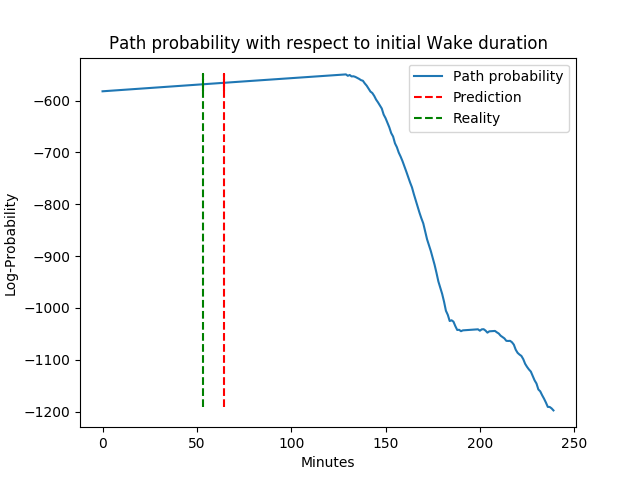 Path probability with respect to initial Wake duration
Path probability
Prediction
Reality
Log-Probability
−600
−700
−800
−900
−1000
−1100
−1200
0 50 100 150 200 250
Minutes